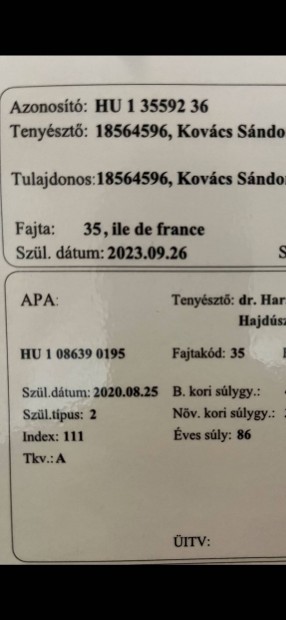 Azonosító: HU 1 35592 36
Tenyésztő: 18564596, Kovács Sándo
Tulajdonos:18564596, Kovács Sándo
Fajta: 35, ile de france
Szül. dátum: 2023.09.26 S
APA: Tenyésztő: dr. Har
Hajdúsz
HU 1 08639 0195 Fajtakód: 35
Szül.dátum: 2020.08.25 B. kori súlygy.:
Szül.típus: 2 Növ. kori súlygy.:
Index: 111 Éves súly: 86
Tkv.: A
ÜITV: